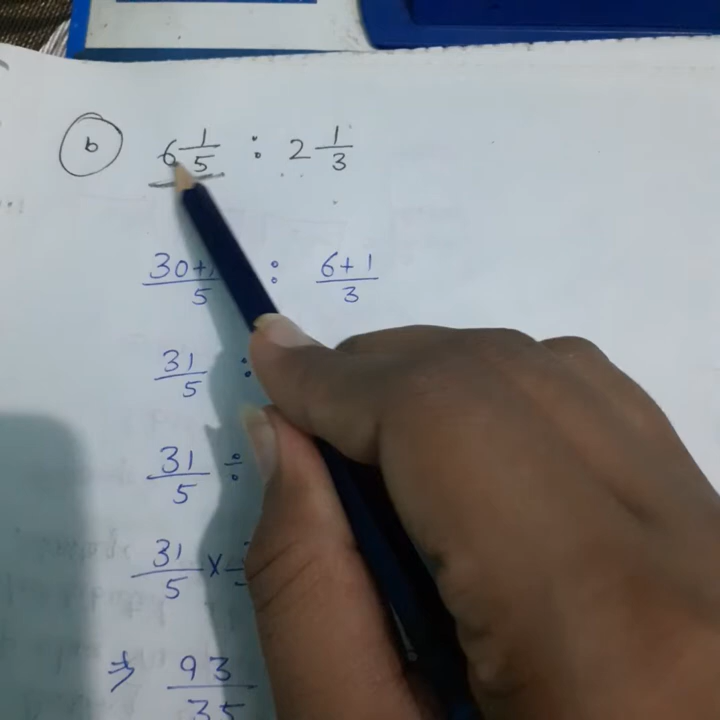 b 6 1/5 : 2 1/3
30+1/5 : 6+1/3
31/5 :
31/5 ÷
31/5 ×
⇒ 93/35